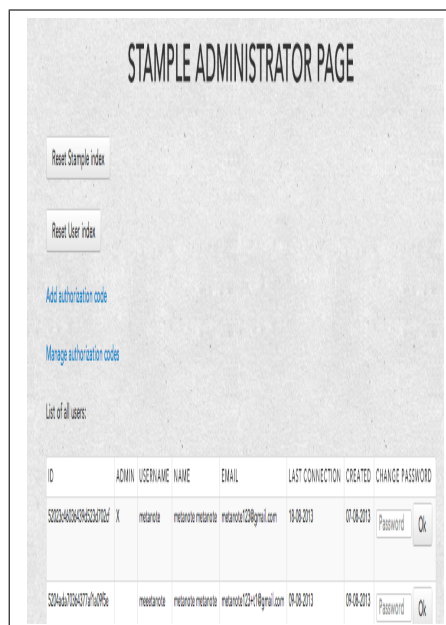 STAMPLE ADMINISTRATOR PAGE
Reset Stample index
Reset User index
Add authorization code
Manage authorization codes
List of all users:
ID ADMIN USERNAME NAME EMAIL LAST CONNECTION CREATED CHANGE PASSWORD
X metanote metanote metanote metanote123@gmail.com 18-08-2013 07-08-2013 Password Ok
meeetanote metanote metanote metanote123+t1@gmail.com 09-08-2013 09-08-2013 Password Ok